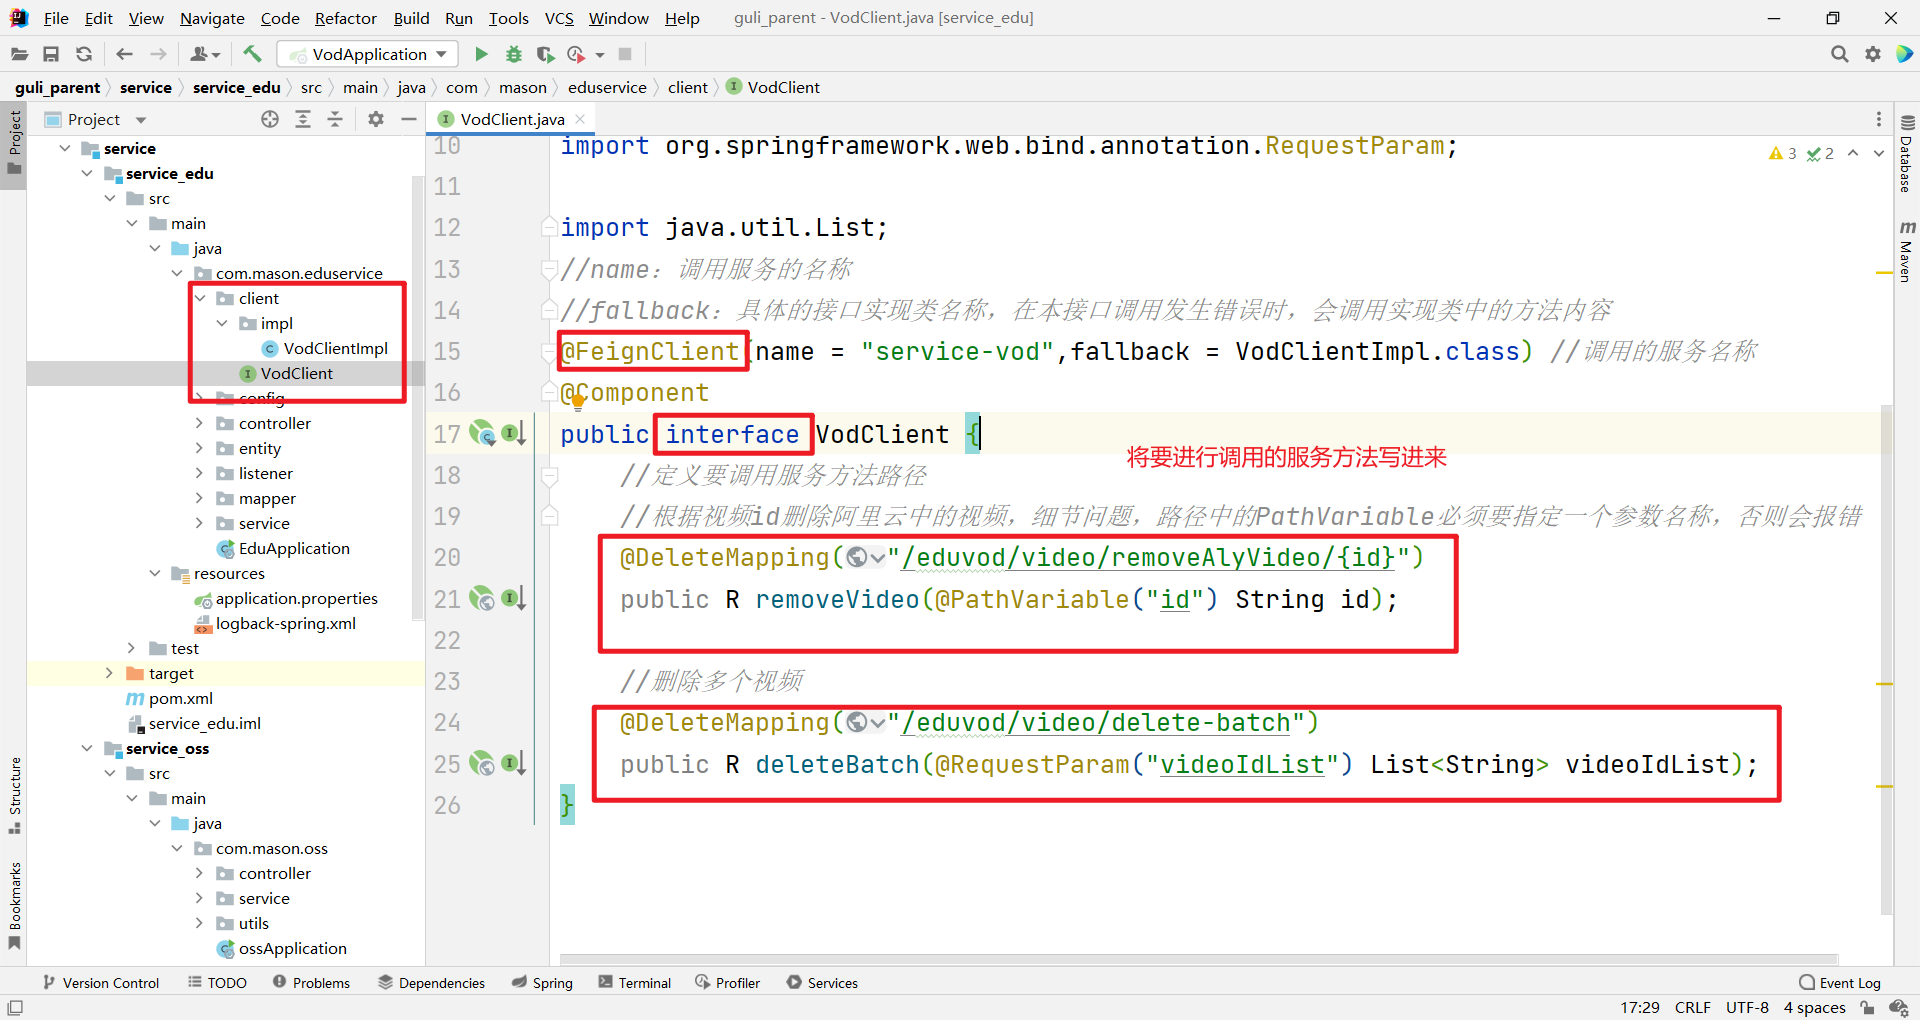 File Edit View Navigate Code Refactor Build Run Tools VCS Window Help guli_parent - VodClient.java [service_edu]
VodApplication
guli_parent service service_edu src main java com mason eduservice client VodClient
Project
VodClient.java
Project
service
service_edu
src
main
java
com.mason.eduservice
client
impl
VodClientImpl
VodClient
config
controller
entity
listener
mapper
service
EduApplication
resources
application.properties
logback-spring.xml
test
target
pom.xml
service_edu.iml
service_oss
src
main
java
com.mason.oss
controller
service
utils
ossApplication
Structure
Bookmarks
3 2
10 import org.springframework.web.bind.annotation.RequestParam;
11
12 import java.util.List;
13 //name：调用服务的名称
14 //fallback：具体的接口实现类名称，在本接口调用发生错误时，会调用实现类中的方法内容
15 @FeignClient(name = "service-vod",fallback = VodClientImpl.class) //调用的服务名称
16 @Component
17 public interface VodClient {
将要进行调用的服务方法写进来
18 //定义要调用服务方法路径
19 //根据视频id删除阿里云中的视频，细节问题，路径中的PathVariable必须要指定一个参数名称，否则会报错
20 @DeleteMapping("/eduvod/video/removeAlyVideo/{id}")
21 public R removeVideo(@PathVariable("id") String id);
22
23 //删除多个视频
24 @DeleteMapping("/eduvod/video/delete-batch")
25 public R deleteBatch(@RequestParam("videoIdList") List<String> videoIdList);
26 }
Database
Maven
Version Control TODO Problems Dependencies Spring Terminal Profiler Services Event Log
17:29 CRLF UTF-8 4 spaces